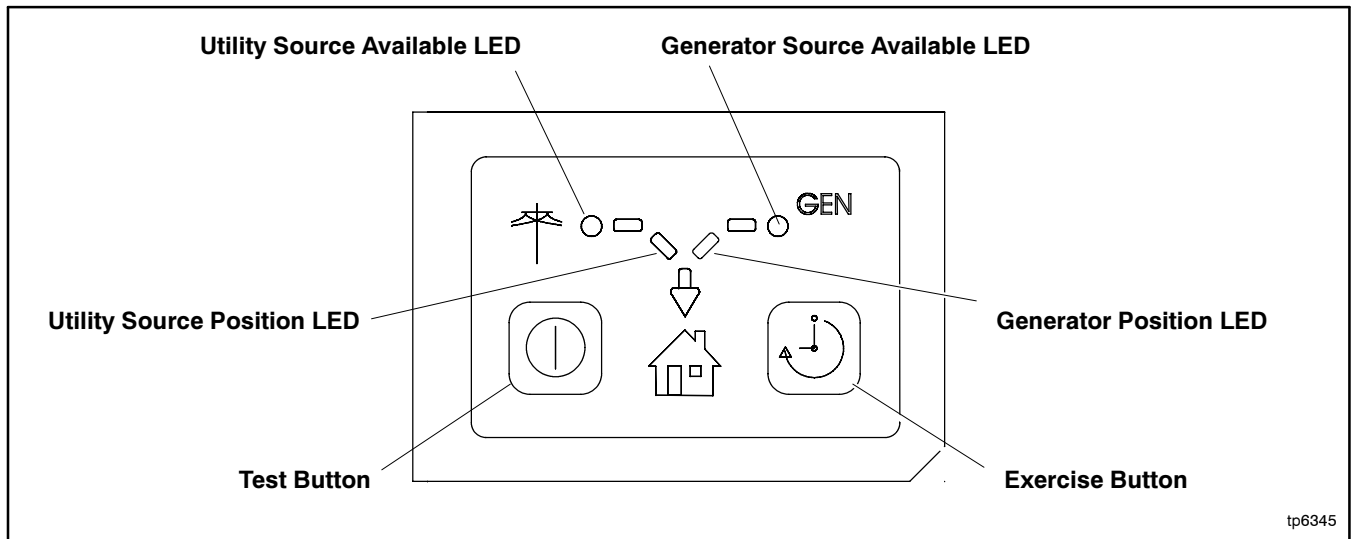 Utility Source Available LED
Generator Source Available LED
GEN
Utility Source Position LED
Generator Position LED
Test Button
Exercise Button
tp6345